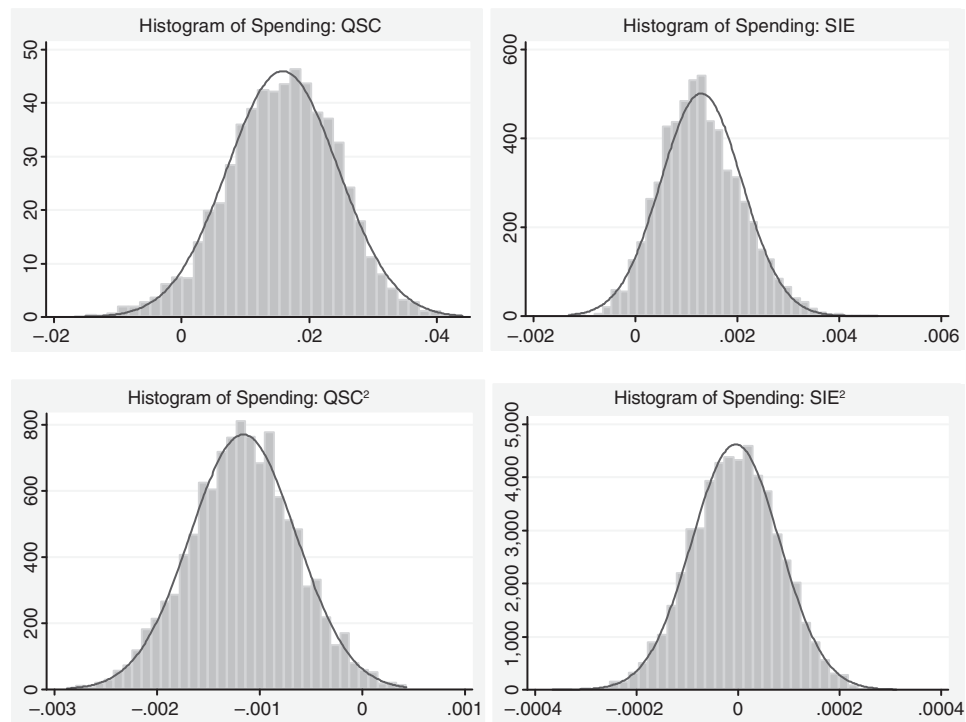 Histogram of Spending: QSC
50
40
30
20
10
0
–.02 0 .02 .04
Histogram of Spending: SIE
600
400
200
0
–.002 0 .002 .004 .006
Histogram of Spending: QSC²
800
600
400
200
0
–.003 –.002 –.001 0 .001
Histogram of Spending: SIE²
5,000
4,000
3,000
2,000
1,000
0
–.0004 –.0002 0 .0002 .0004